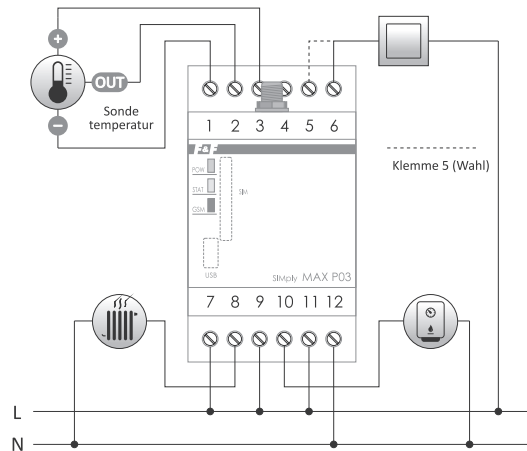 +
OUT
−
Sonde
temperatur
1 2 3 4 5 6
F&F
POW
STAT
GSM
SIM
USB
SIMply MAX P03
Klemme 5 (Wahl)
7 8 9 10 11 12
L
N